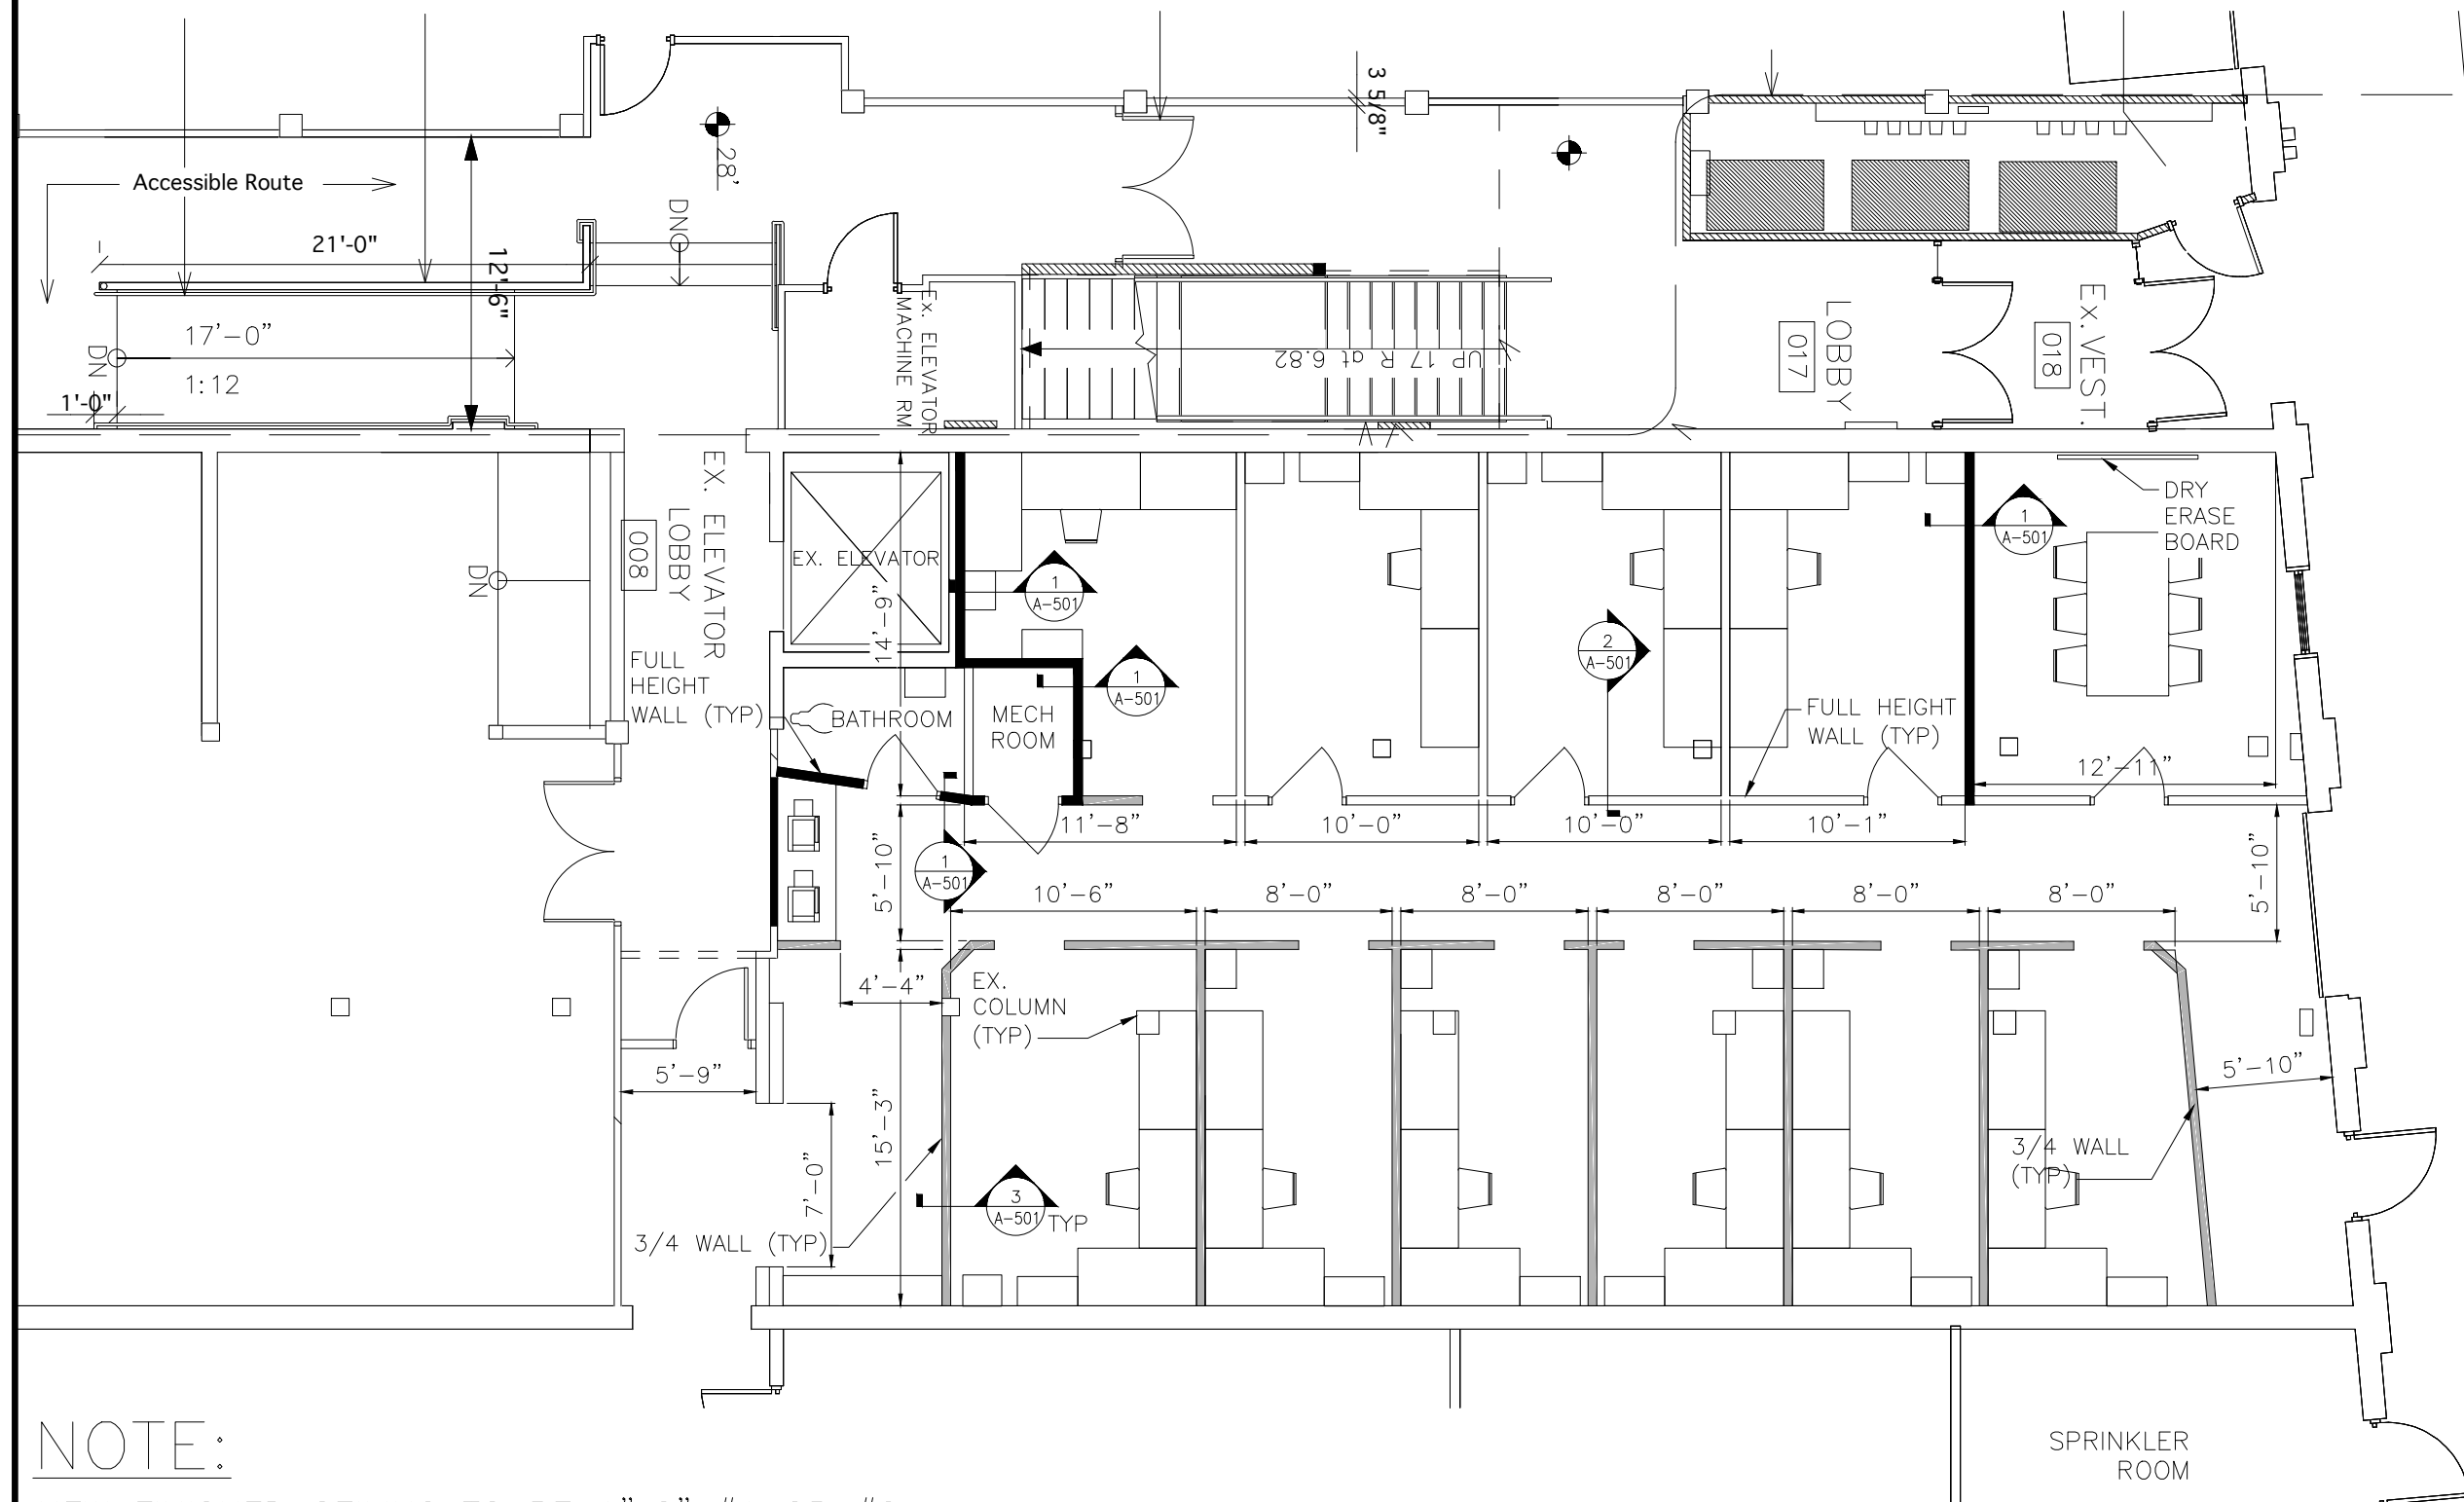 3 5/8"
28'
Accessible Route
DN
21'-0"
12'-6"
17'-0"
1:12
DN
1'-0"
Ex. ELEVATOR
MACHINE RM
UP 17 R at 6.82
LOBBY
017
EX.VEST.
018
EX. ELEVATOR
LOBBY
008
DN
EX. ELEVATOR
14'-9"
1
A-501
1
A-501
2
A-501
1
A-501
DRY
ERASE
BOARD
FULL
HEIGHT
WALL (TYP)
BATHROOM
MECH
ROOM
FULL HEIGHT
WALL (TYP)
12'-11"
11'-8"
10'-0"
10'-0"
10'-1"
5'-10"
5'-10"
1
A-501
10'-6"
8'-0"
8'-0"
8'-0"
8'-0"
8'-0"
4'-4"
EX.
COLUMN
(TYP)
5'-9"
5'-10"
15'-3"
7'-0"
3/4 WALL
(TYP)
3
A-501
TYP
3/4 WALL (TYP)
NOTE:
SPRINKLER
ROOM